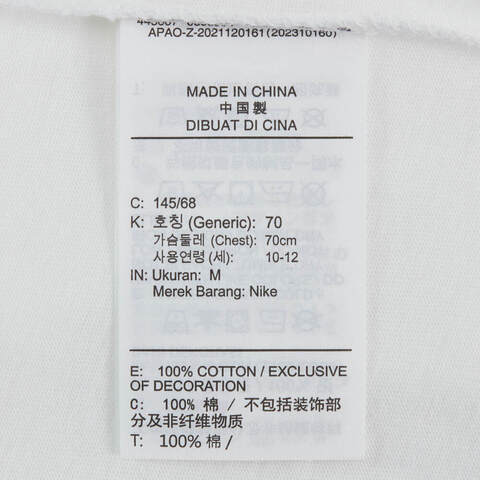 APAO-Z-2021120161 (202310160)
MADE IN CHINA
中国製
DIBUAT DI CINA
C: 145/68
K: 호칭 (Generic): 70
가슴둘레 (Chest): 70cm
사용연령 (세): 10-12
IN: Ukuran: M
Merek Barang: Nike
E: 100% COTTON / EXCLUSIVE
OF DECORATION
C: 100% 棉 / 不包括装饰部
分及非纤维物质
T: 100% 棉 /